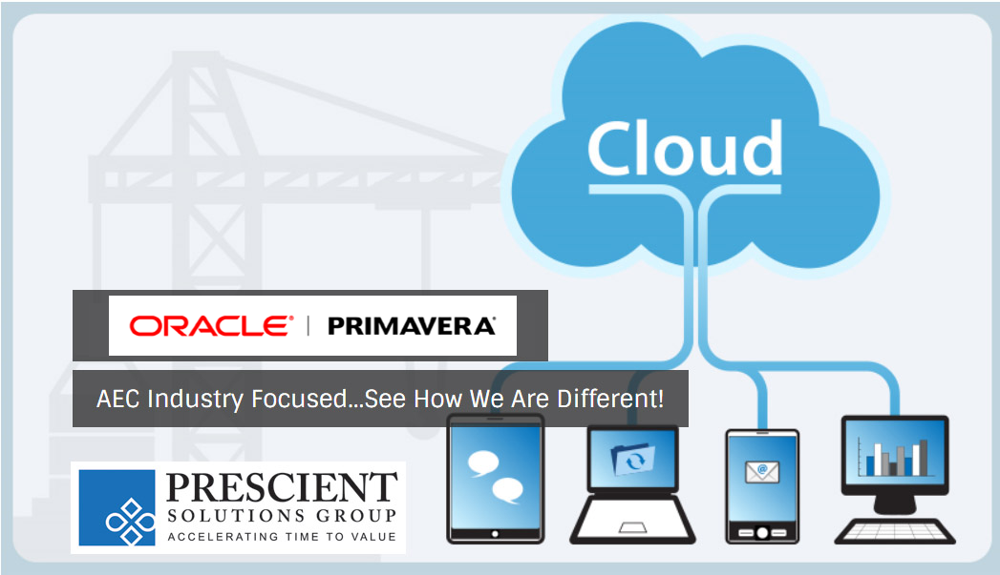 Cloud
ORACLE® | PRIMAVERA®
AEC Industry Focused...See How We Are Different!
@
PRESCIENT
SOLUTIONS GROUP
ACCELERATING TIME TO VALUE